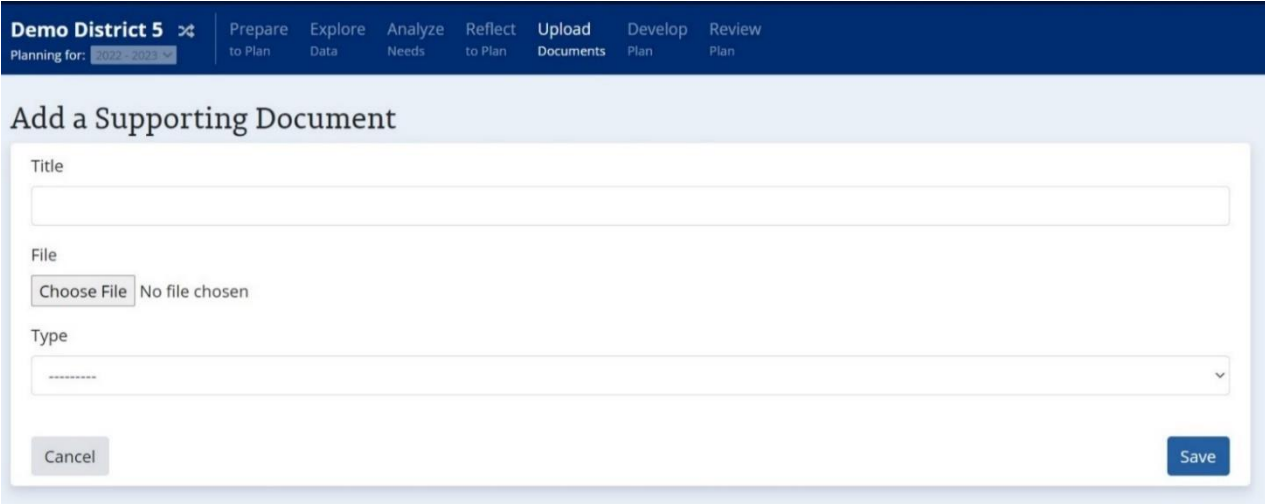 Demo District 5 Prepare Explore Analyze Reflect Upload Develop Review
Planning for: 2022 - 2023 to Plan Data Needs to Plan Documents Plan Plan
Add a Supporting Document
Title
File
Choose File No file chosen
Type
---------
Cancel Save